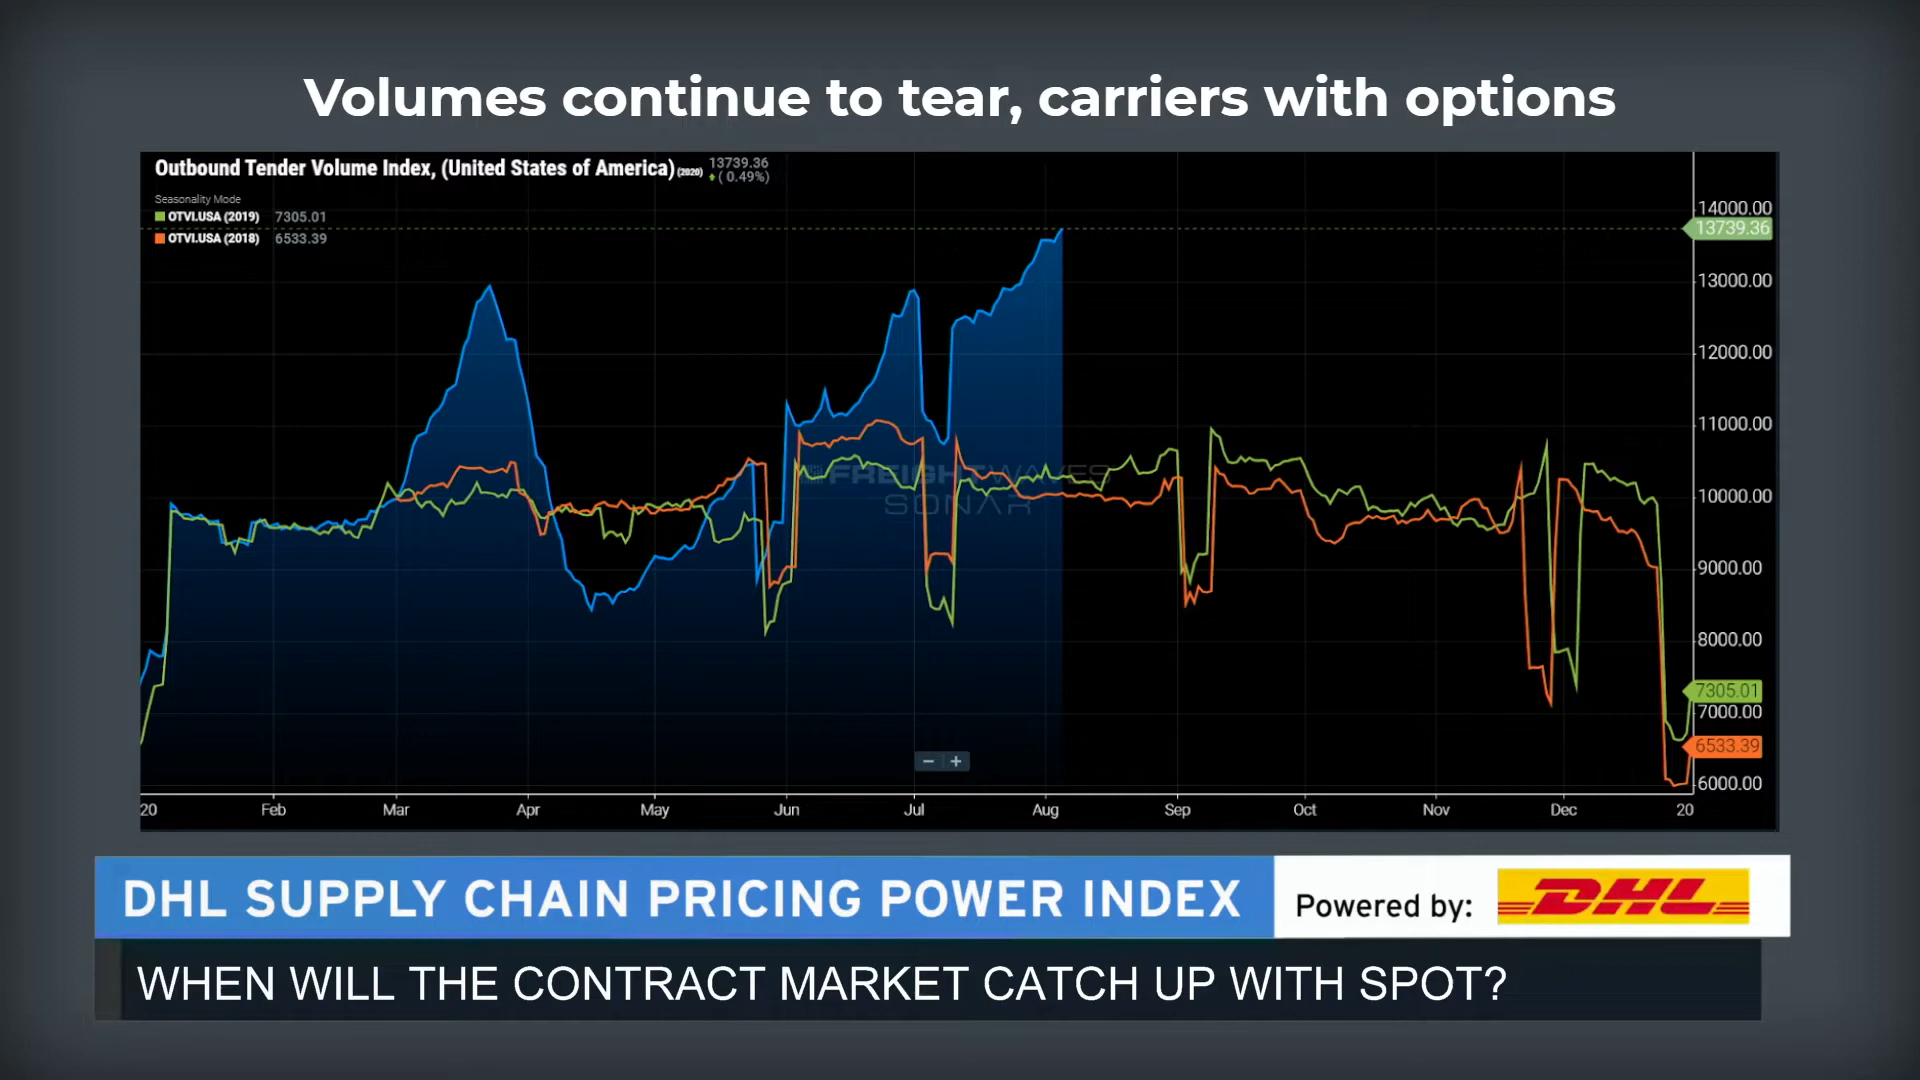 Volumes continue to tear, carriers with options
Outbound Tender Volume Index, (United States of America) (2020) 13739.36
(0.49%)
Seasonality Mode
OTVI.USA (2019) 7305.01
OTVI.USA (2018) 6533.39
14000.00
13739.36
13000.00
12000.00
11000.00
10000.00
9000.00
8000.00
7305.01
7000.00
6533.39
6000.00
FREIGHTWAVES
SONAR
− +
20 Feb Mar Apr May Jun Jul Aug Sep Oct Nov Dec 20
DHL SUPPLY CHAIN PRICING POWER INDEX Powered by: DHL
WHEN WILL THE CONTRACT MARKET CATCH UP WITH SPOT?